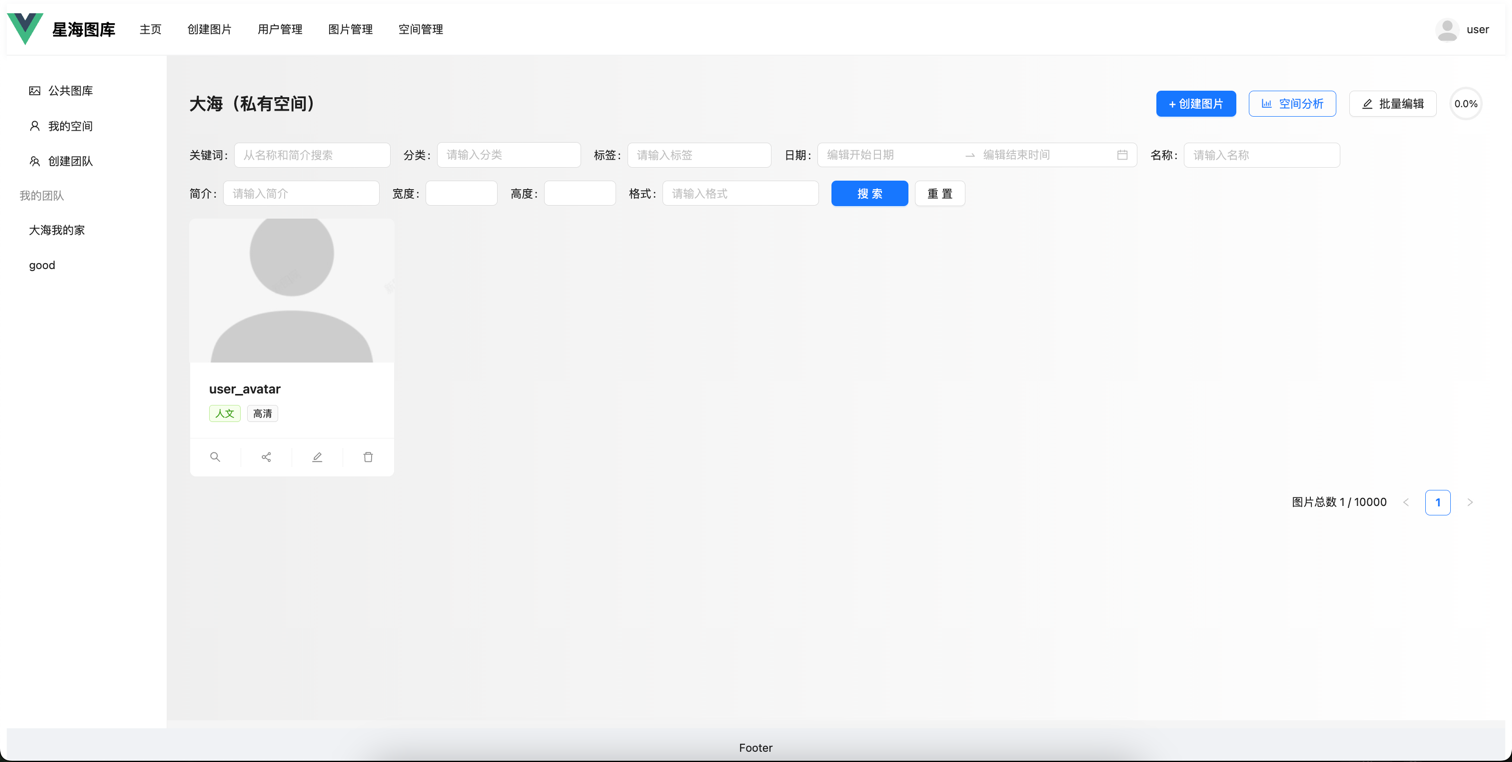 星海图库 主页 创建图片 用户管理 图片管理 空间管理 user
公共图库
我的空间
创建团队
我的团队
大海我的家
good
大海（私有空间）
+ 创建图片 空间分析 批量编辑 0.0%
关键词: 从名称和简介搜索 分类: 请输入分类 标签: 请输入标签 日期: 编辑开始日期 → 编辑结束时间 名称: 请输入名称
简介: 请输入简介 宽度: 高度: 格式: 请输入格式 搜 索 重 置
user_avatar
人文 高清
图片总数 1 / 10000 < 1 >
Footer